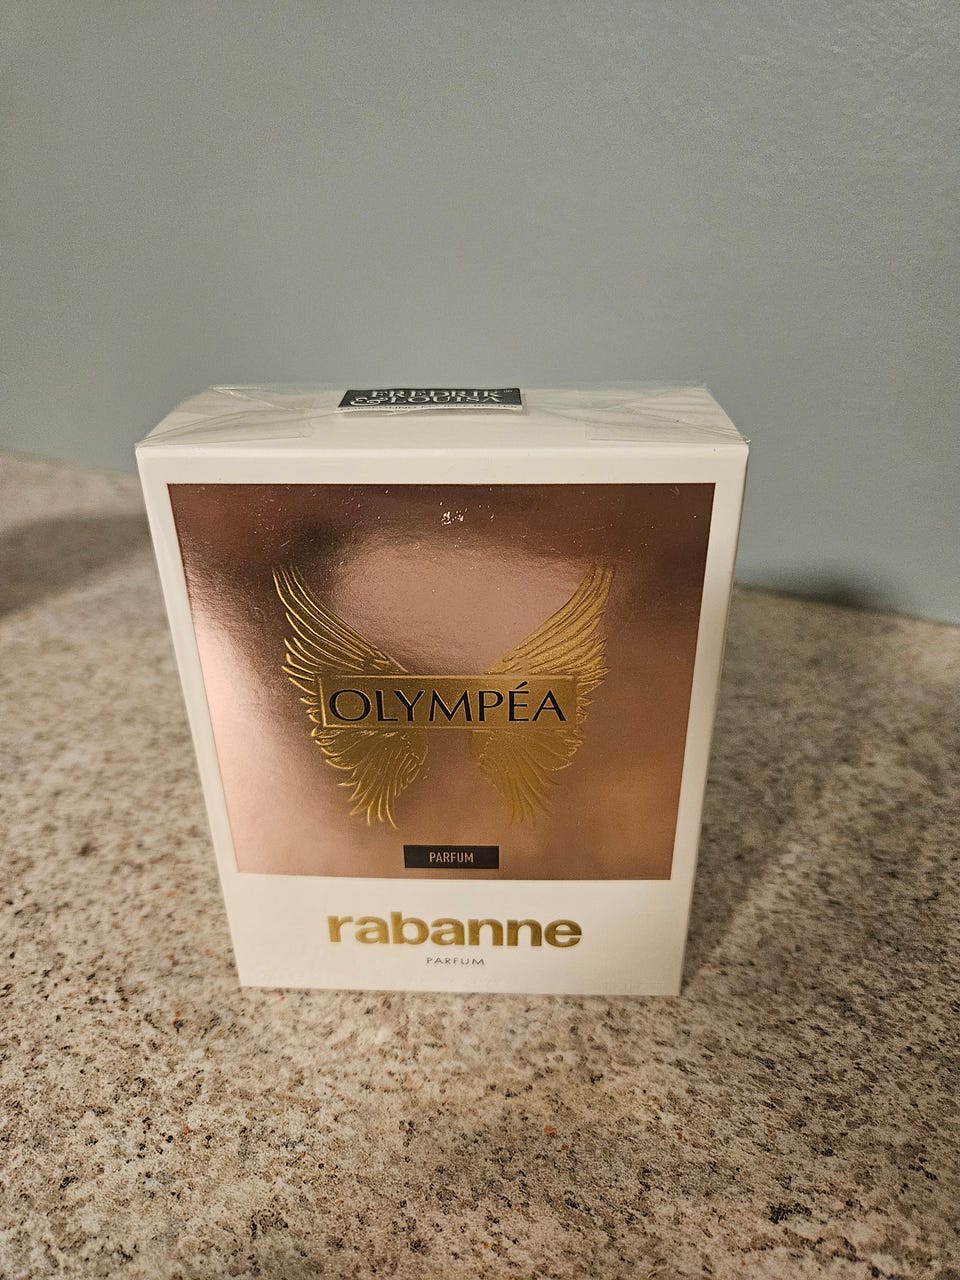 FREDRIK
& LOUISA
OLYMPÉA
PARFUM
rabanne
PARFUM